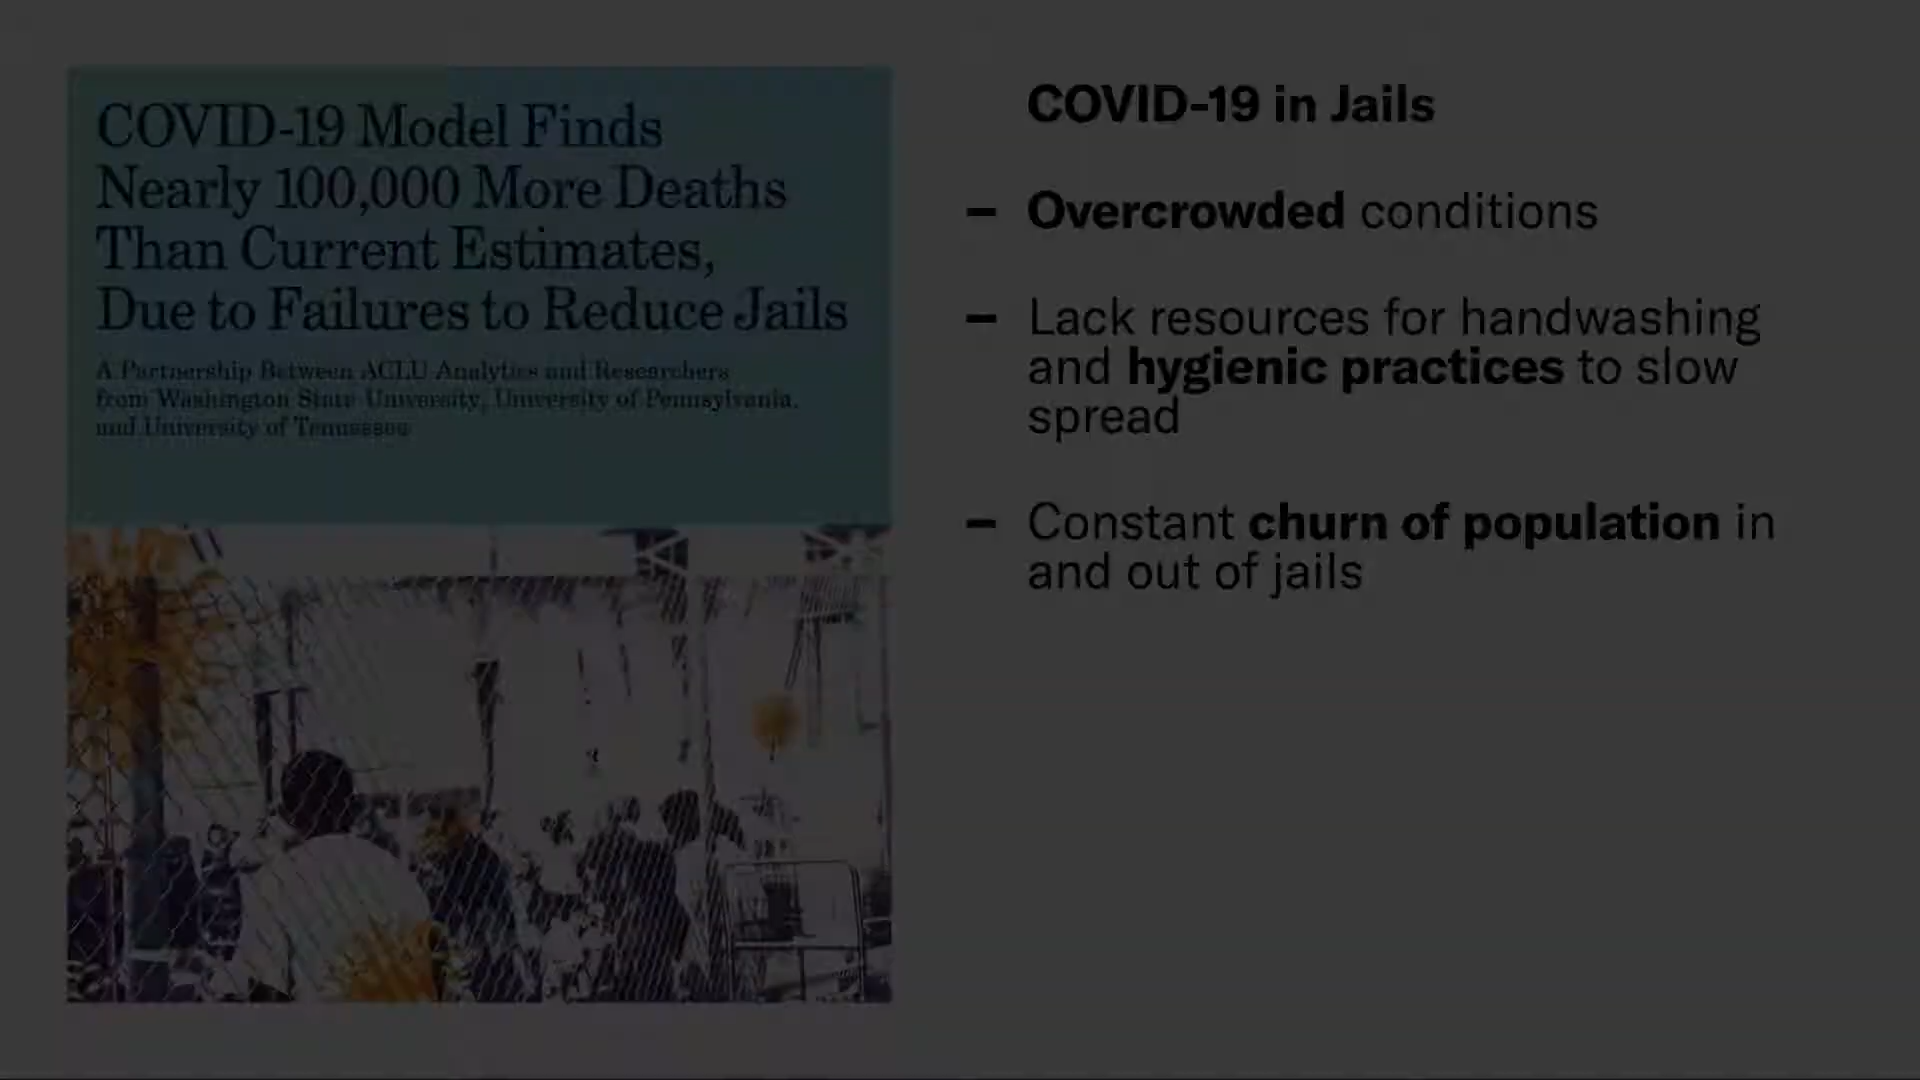 COVID-19 Model Finds
Nearly 100,000 More Deaths
Than Current Estimates,
Due to Failures to Reduce Jails
A Partnership Between ACLU Analytics and Researchers
from Washington State University, University of Pennsylvania,
and University of Tennessee
COVID-19 in Jails
– Overcrowded conditions
– Lack resources for handwashing
and hygienic practices to slow
spread
– Constant churn of population in
and out of jails